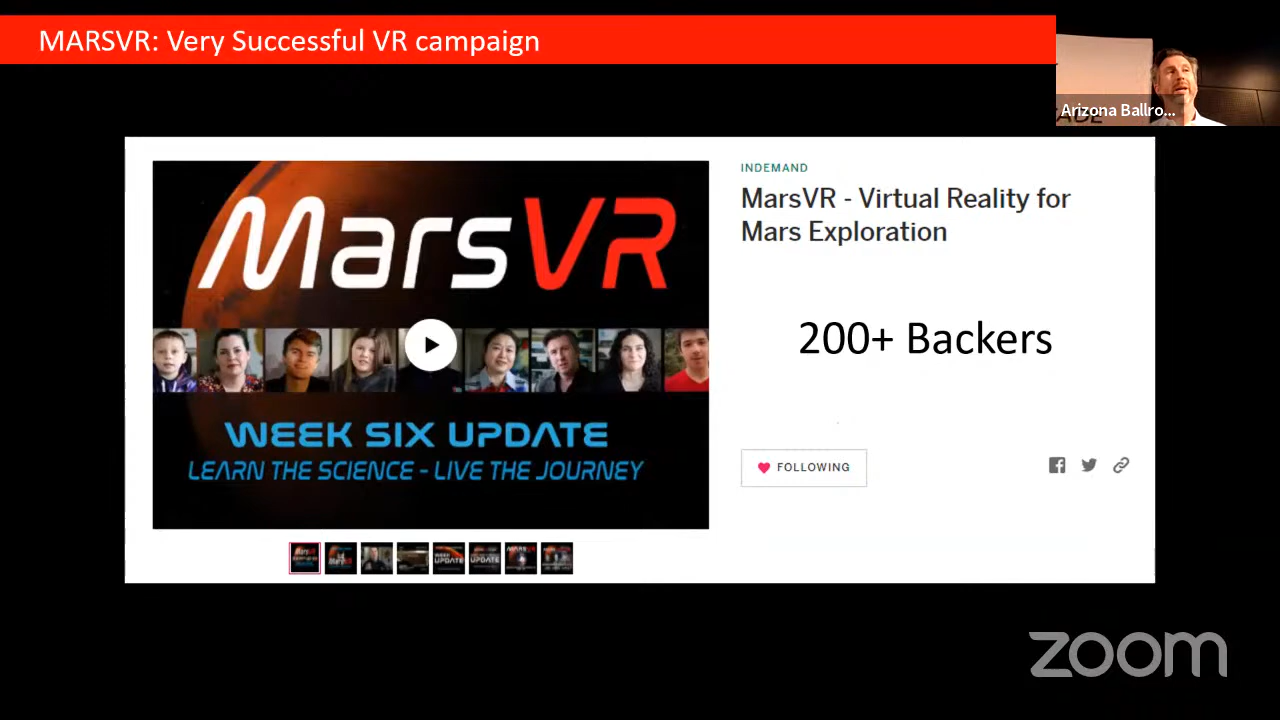 MARSVR: Very Successful VR campaign
Arizona Ballro...
INDEMAND
MarsVR - Virtual Reality for
Mars Exploration
MarsVR
200+ Backers
WEEK SIX UPDATE
LEARN THE SCIENCE - LIVE THE JOURNEY
FOLLOWING
zoom